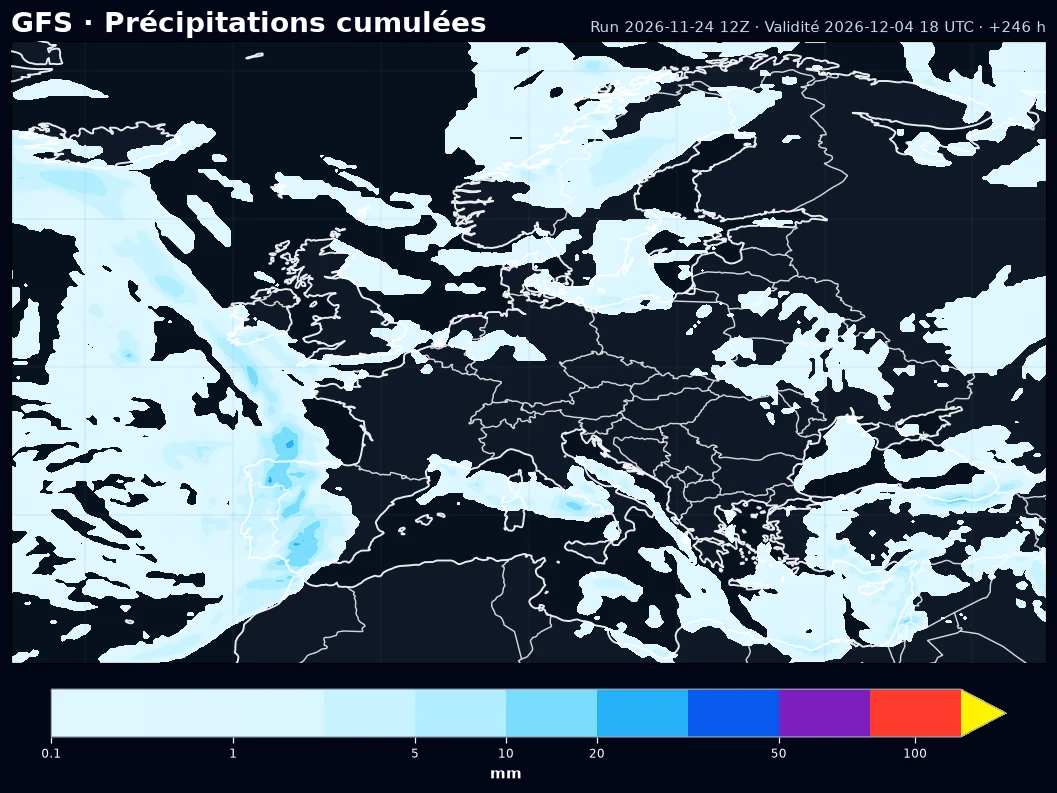 GFS · Précipitations cumulées
Run 2026-11-24 12Z · Validité 2026-12-04 18 UTC · +246 h
0.1 1 5 10 20 50 100
mm